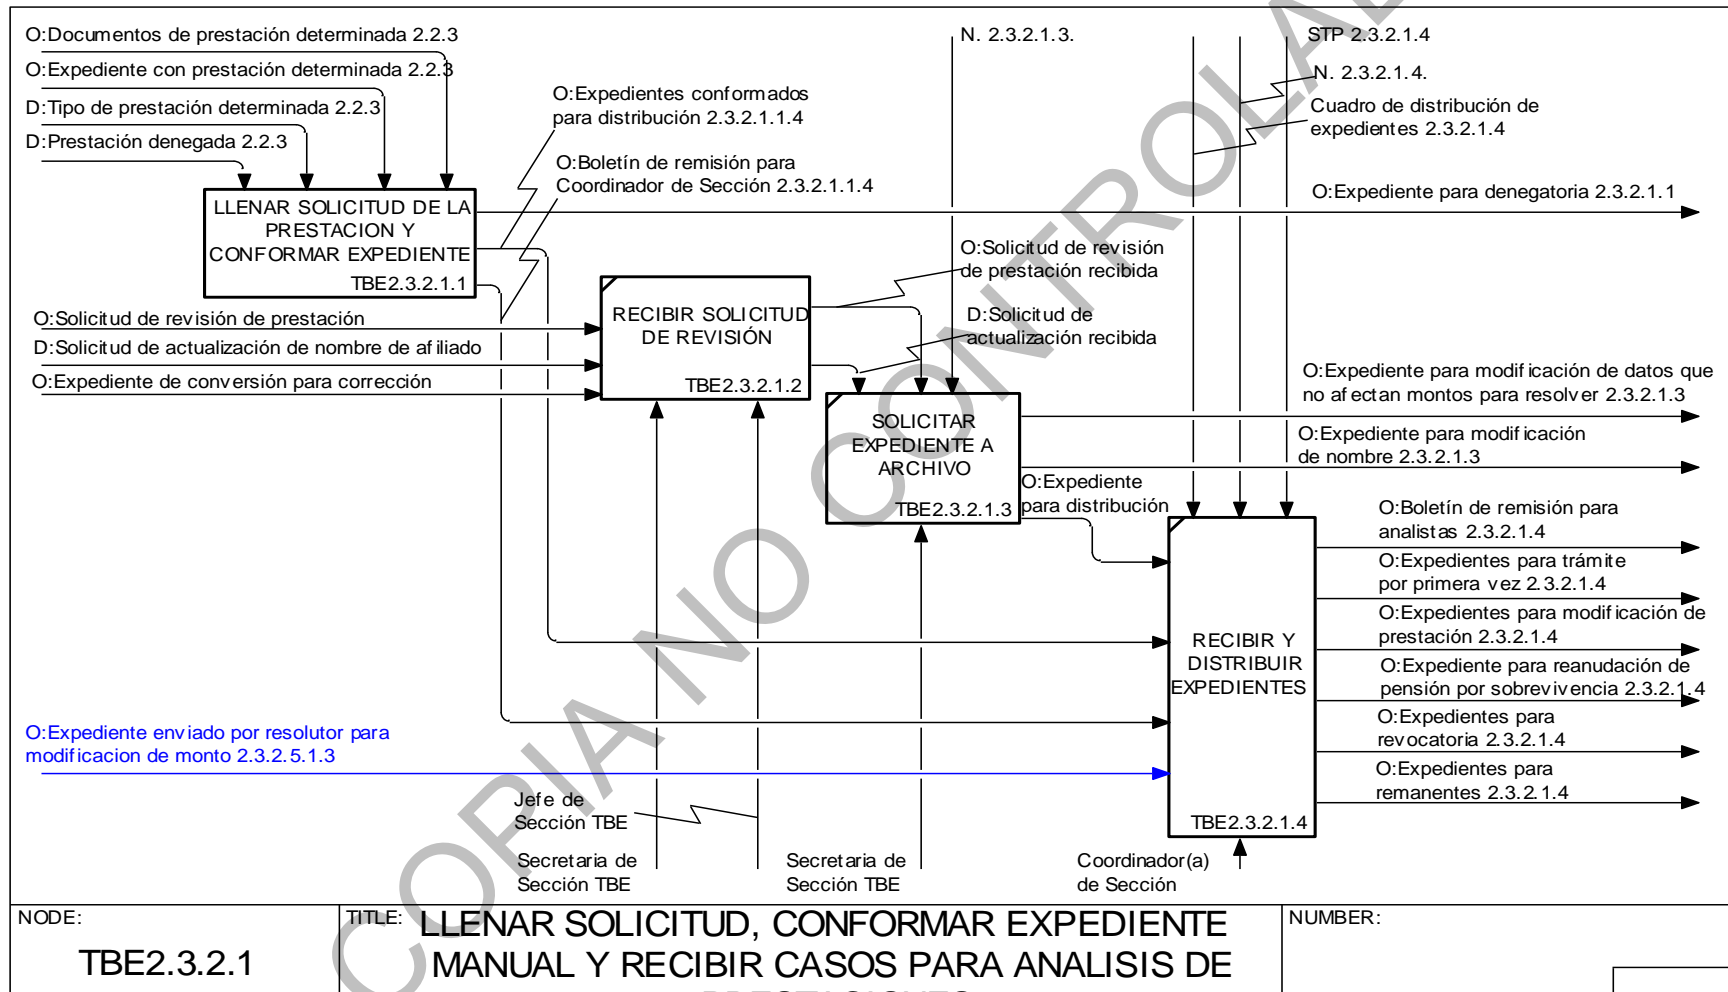 O:Documentos de prestación determinada 2.2.3
O:Expediente con prestación determinada 2.2.3
D:Tipo de prestación determinada 2.2.3
D:Prestación denegada 2.2.3
O:Expedientes conformados
para distribución 2.3.2.1.1.4
O:Boletín de remisión para
Coordinador de Sección 2.3.2.1.1.4
N. 2.3.2.1.3.
STP 2.3.2.1.4
N. 2.3.2.1.4.
Cuadro de distribución de
expedientes 2.3.2.1.4
O:Expediente para denegatoria 2.3.2.1.1
LLENAR SOLICITUD DE LA
PRESTACION Y
CONFORMAR EXPEDIENTE
TBE2.3.2.1.1
O:Solicitud de revisión de prestación
D:Solicitud de actualización de nombre de afiliado
O:Expediente de conversión para corrección
RECIBIR SOLICITUD
DE REVISIÓN
TBE2.3.2.1.2
O:Solicitud de revisión
de prestación recibida
D:Solicitud de
actualización recibida
SOLICITAR
EXPEDIENTE A
ARCHIVO
TBE2.3.2.1.3
O:Expediente para modificación de datos que
no afectan montos para resolver 2.3.2.1.3
O:Expediente para modificación
de nombre 2.3.2.1.3
O:Expediente
para distribución
RECIBIR Y
DISTRIBUIR
EXPEDIENTES
TBE2.3.2.1.4
O:Boletín de remisión para
analistas 2.3.2.1.4
O:Expedientes para trámite
por primera vez 2.3.2.1.4
O:Expedientes para modificación de
prestación 2.3.2.1.4
O:Expediente para reanudación de
pensión por sobrevivencia 2.3.2.1.4
O:Expedientes para
revocatoria 2.3.2.1.4
O:Expedientes para
remanentes 2.3.2.1.4
O:Expediente enviado por resolutor para
modificacion de monto 2.3.2.5.1.3
Jefe de
Sección TBE
Secretaria de
Sección TBE
Secretaria de
Sección TBE
Coordinador(a)
de Sección
COPIA NO CONTROLAD
NODE:
TBE2.3.2.1
TITLE:
LLENAR SOLICITUD, CONFORMAR EXPEDIENTE
MANUAL Y RECIBIR CASOS PARA ANALISIS DE
NUMBER: